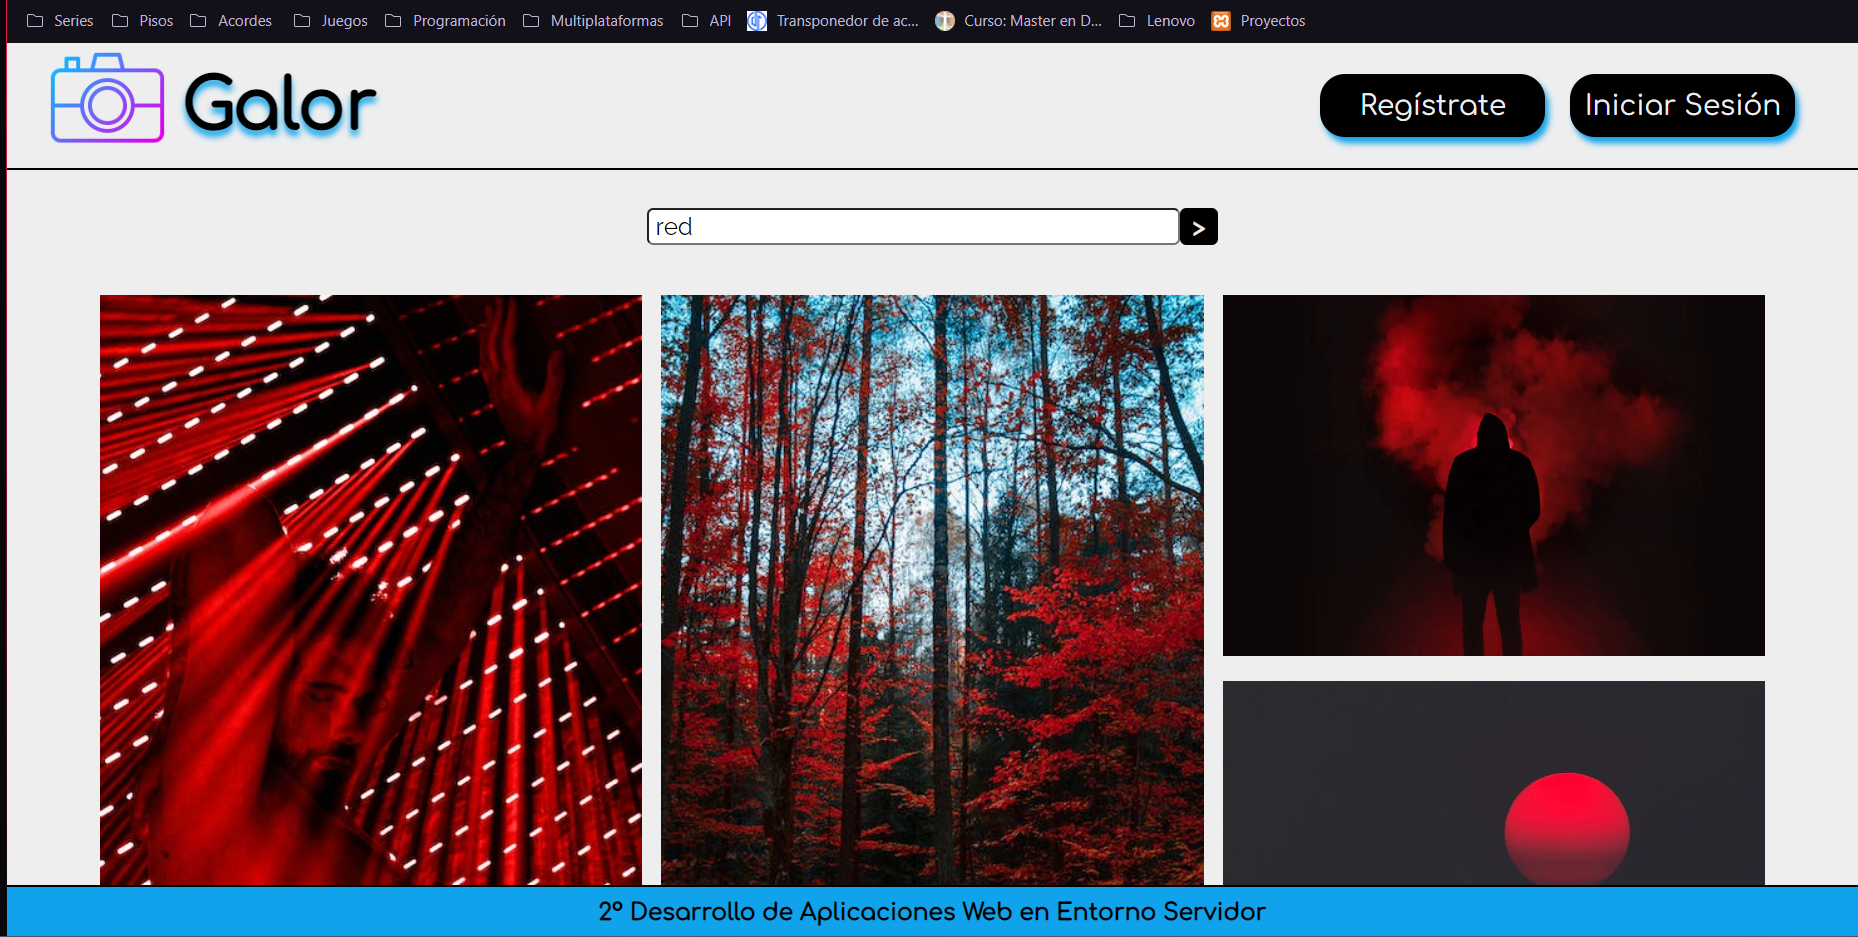 Series Pisos Acordes Juegos Programación Multiplataformas API Transponedor de ac... Curso: Master en D... Lenovo Proyectos
Galor Regístrate Iniciar Sesión
red >
2º Desarrollo de Aplicaciones Web en Entorno Servidor